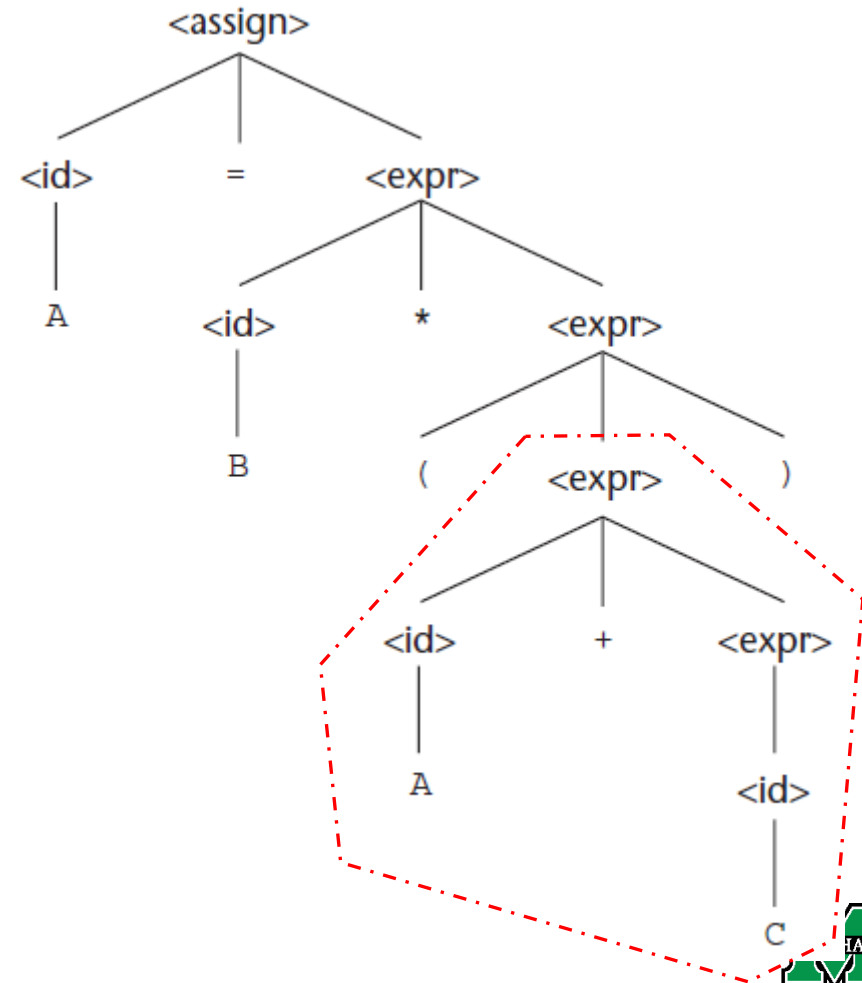 <assign>
<id> = <expr>
A <id> * <expr>
B ( <expr> )
<id> + <expr>
A <id>
C